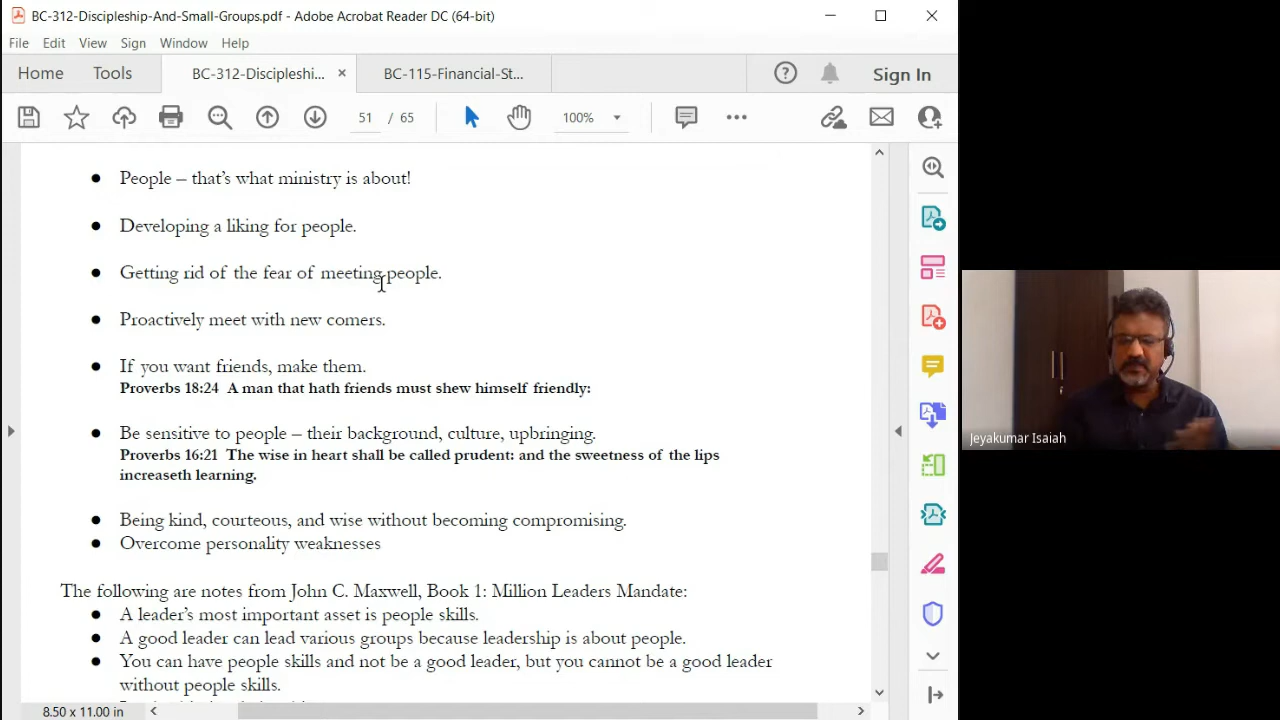 BC-312-Discipleship-And-Small-Groups.pdf - Adobe Acrobat Reader DC (64-bit)
File Edit View Sign Window Help
Home Tools BC-312-Discipleshi... × BC-115-Financial-St... Sign In
51 / 65 100%
● People – that's what ministry is about!
● Developing a liking for people.
● Getting rid of the fear of meeting people.
● Proactively meet with new comers.
● If you want friends, make them.
Proverbs 18:24 A man that hath friends must shew himself friendly:
● Be sensitive to people – their background, culture, upbringing.
Proverbs 16:21 The wise in heart shall be called prudent: and the sweetness of the lips
increaseth learning.
● Being kind, courteous, and wise without becoming compromising.
● Overcome personality weaknesses
The following are notes from John C. Maxwell, Book 1: Million Leaders Mandate:
● A leader's most important asset is people skills.
● A good leader can lead various groups because leadership is about people.
● You can have people skills and not be a good leader, but you cannot be a good leader
without people skills.
8.50 x 11.00 in
Jeyakumar Isaiah